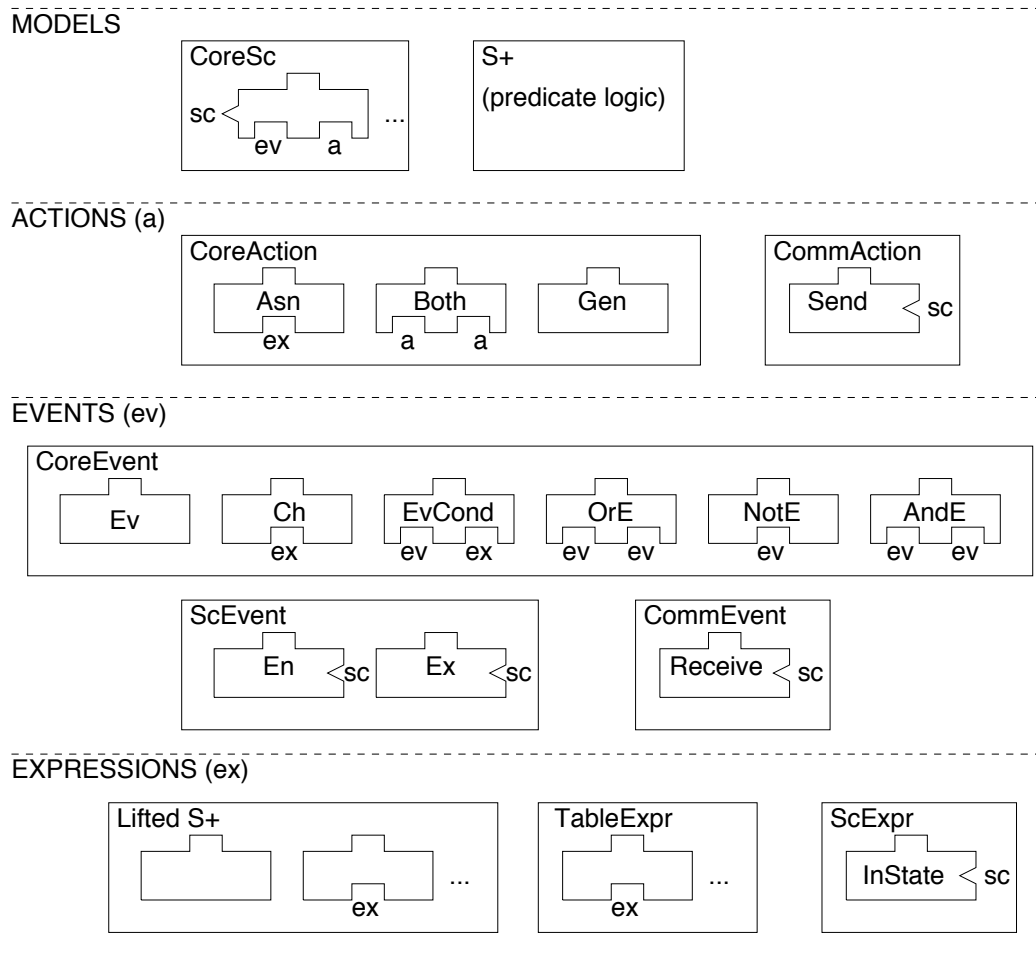 MODELS
CoreSc
S+
(predicate logic)
sc
...
ev
a
ACTIONS (a)
CoreAction
CommAction
Asn
Both
Gen
Send
sc
ex
a
a
EVENTS (ev)
CoreEvent
Ev
Ch
EvCond
OrE
NotE
AndE
ex
ev
ex
ev
ev
ev
ev
ev
ScEvent
CommEvent
En
sc
Ex
sc
Receive
sc
EXPRESSIONS (ex)
Lifted S+
TableExpr
ScExpr
...
...
InState
sc
ex
ex